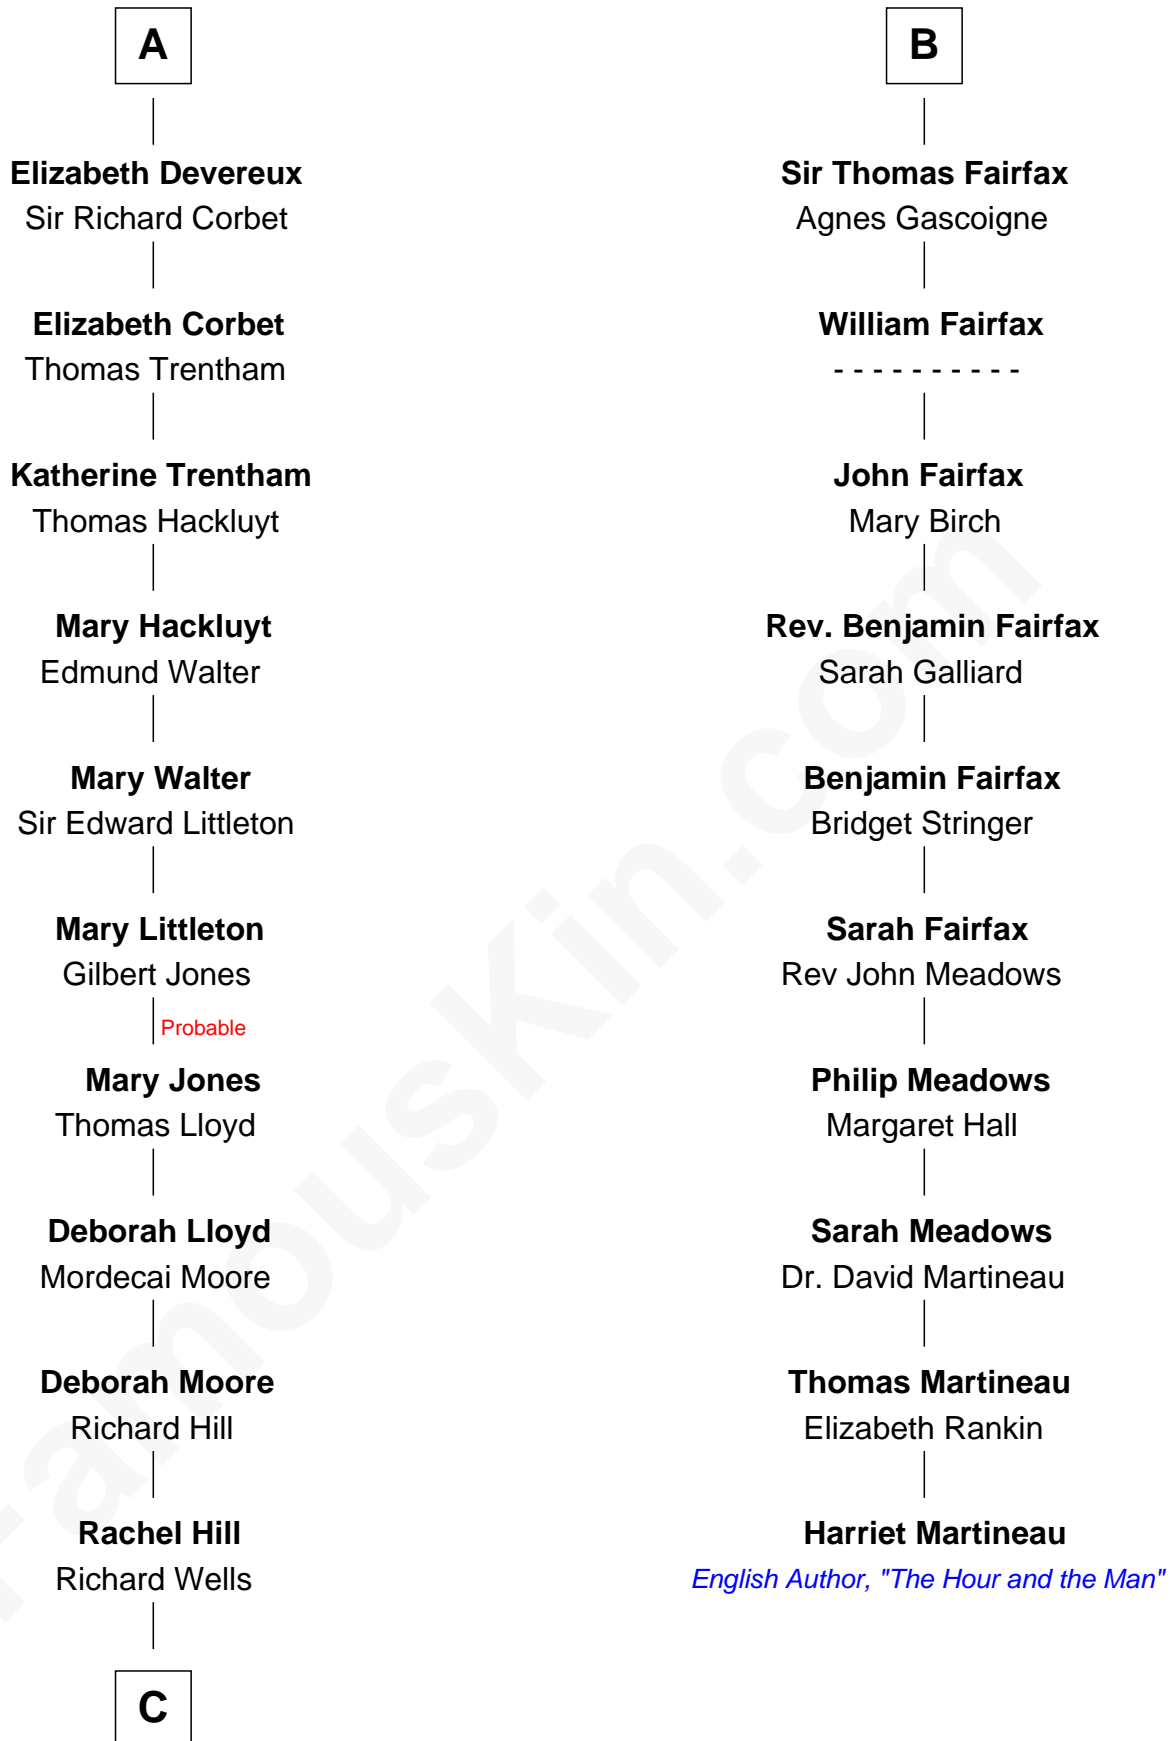 A
Elizabeth Devereux
Sir Richard Corbet
Elizabeth Corbet
Thomas Trentham
Katherine Trentham
Thomas Hackluyt
Mary Hackluyt
Edmund Walter
Mary Walter
Sir Edward Littleton
Mary Littleton
Gilbert Jones
Probable
Mary Jones
Thomas Lloyd
Deborah Lloyd
Mordecai Moore
Deborah Moore
Richard Hill
Rachel Hill
Richard Wells
C
B
Sir Thomas Fairfax
Agnes Gascoigne
William Fairfax
- - - - - - - - - -
John Fairfax
Mary Birch
Rev. Benjamin Fairfax
Sarah Galliard
Benjamin Fairfax
Bridget Stringer
Sarah Fairfax
Rev John Meadows
Philip Meadows
Margaret Hall
Sarah Meadows
Dr. David Martineau
Thomas Martineau
Elizabeth Rankin
Harriet Martineau
English Author, "The Hour and the Man"
FamousKin.com